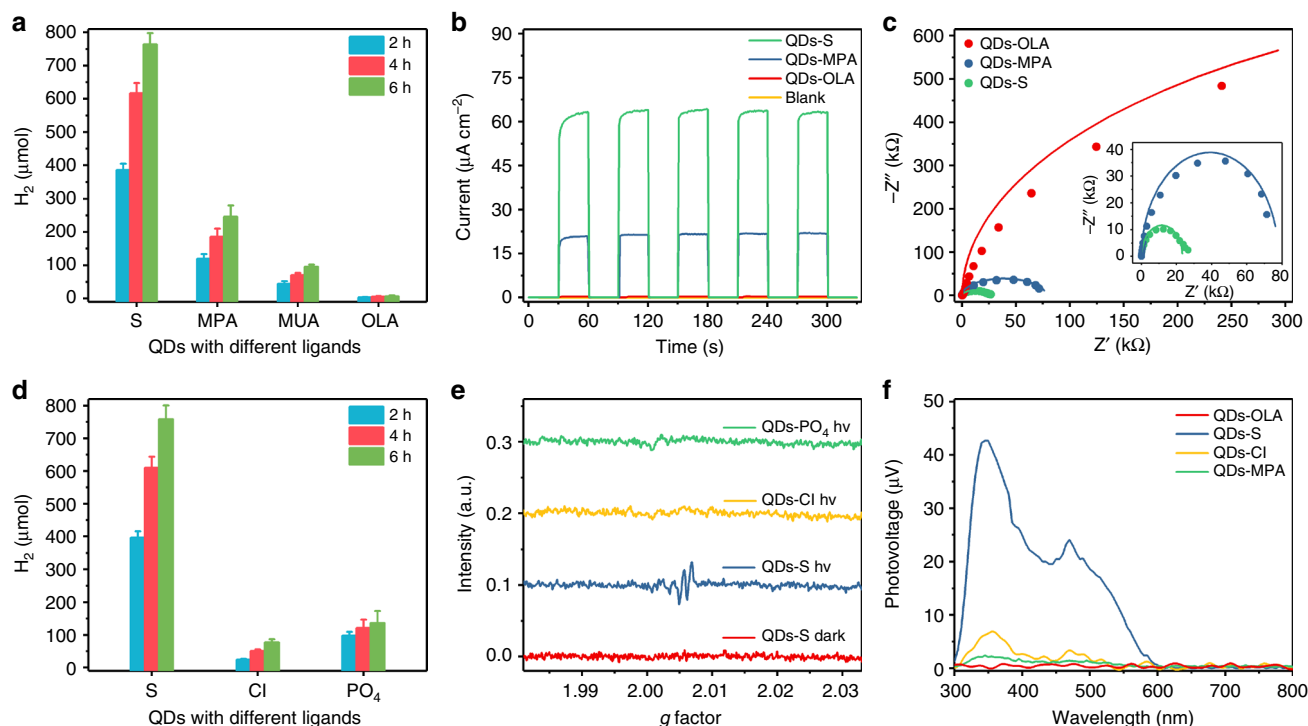 a
800
700
600
500
400
300
200
100
0
H2 (μmol)
2 h
4 h
6 h
S MPA MUA OLA
QDs with different ligands
b
90
75
60
45
30
15
0
Current (μA cm−2)
QDs-S
QDs-MPA
QDs-OLA
Blank
0 60 120 180 240 300
Time (s)
c
600
500
400
300
200
100
0
−Z″ (kΩ)
QDs-OLA
QDs-MPA
QDs-S
40
30
20
10
0
−Z″ (kΩ)
0 20 40 60 80
Z′ (kΩ)
0 50 100 150 200 250 300
Z′ (kΩ)
d
800
700
600
500
400
300
200
100
0
H2 (μmol)
2 h
4 h
6 h
S Cl PO4
QDs with different ligands
e
0.3
0.2
0.1
0.0
Intensity (a.u.)
QDs-PO4 hv
QDs-Cl hv
QDs-S hv
QDs-S dark
1.99 2.00 2.01 2.02 2.03
g factor
f
50
40
30
20
10
0
Photovoltage (μV)
QDs-OLA
QDs-S
QDs-Cl
QDs-MPA
300 400 500 600 700 800
Wavelength (nm)